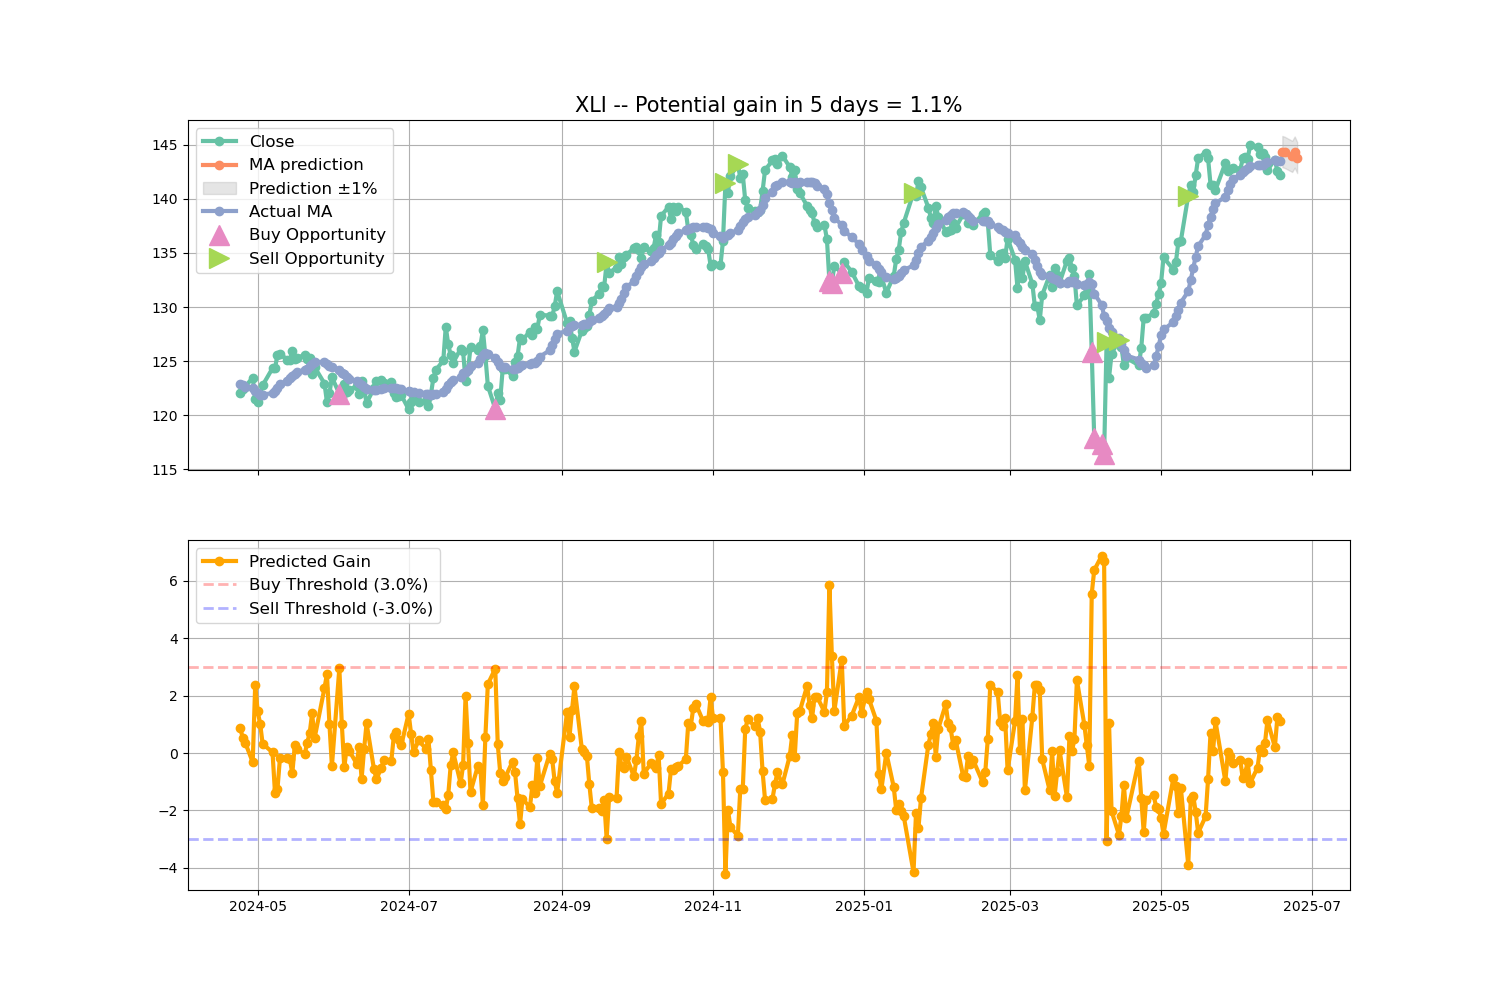 XLI -- Potential gain in 5 days = 1.1%
145
140
135
130
125
120
115
Close
MA prediction
Prediction ±1%
Actual MA
Buy Opportunity
Sell Opportunity
6
4
2
0
−2
−4
Predicted Gain
Buy Threshold (3.0%)
Sell Threshold (-3.0%)
2024-05
2024-07
2024-09
2024-11
2025-01
2025-03
2025-05
2025-07